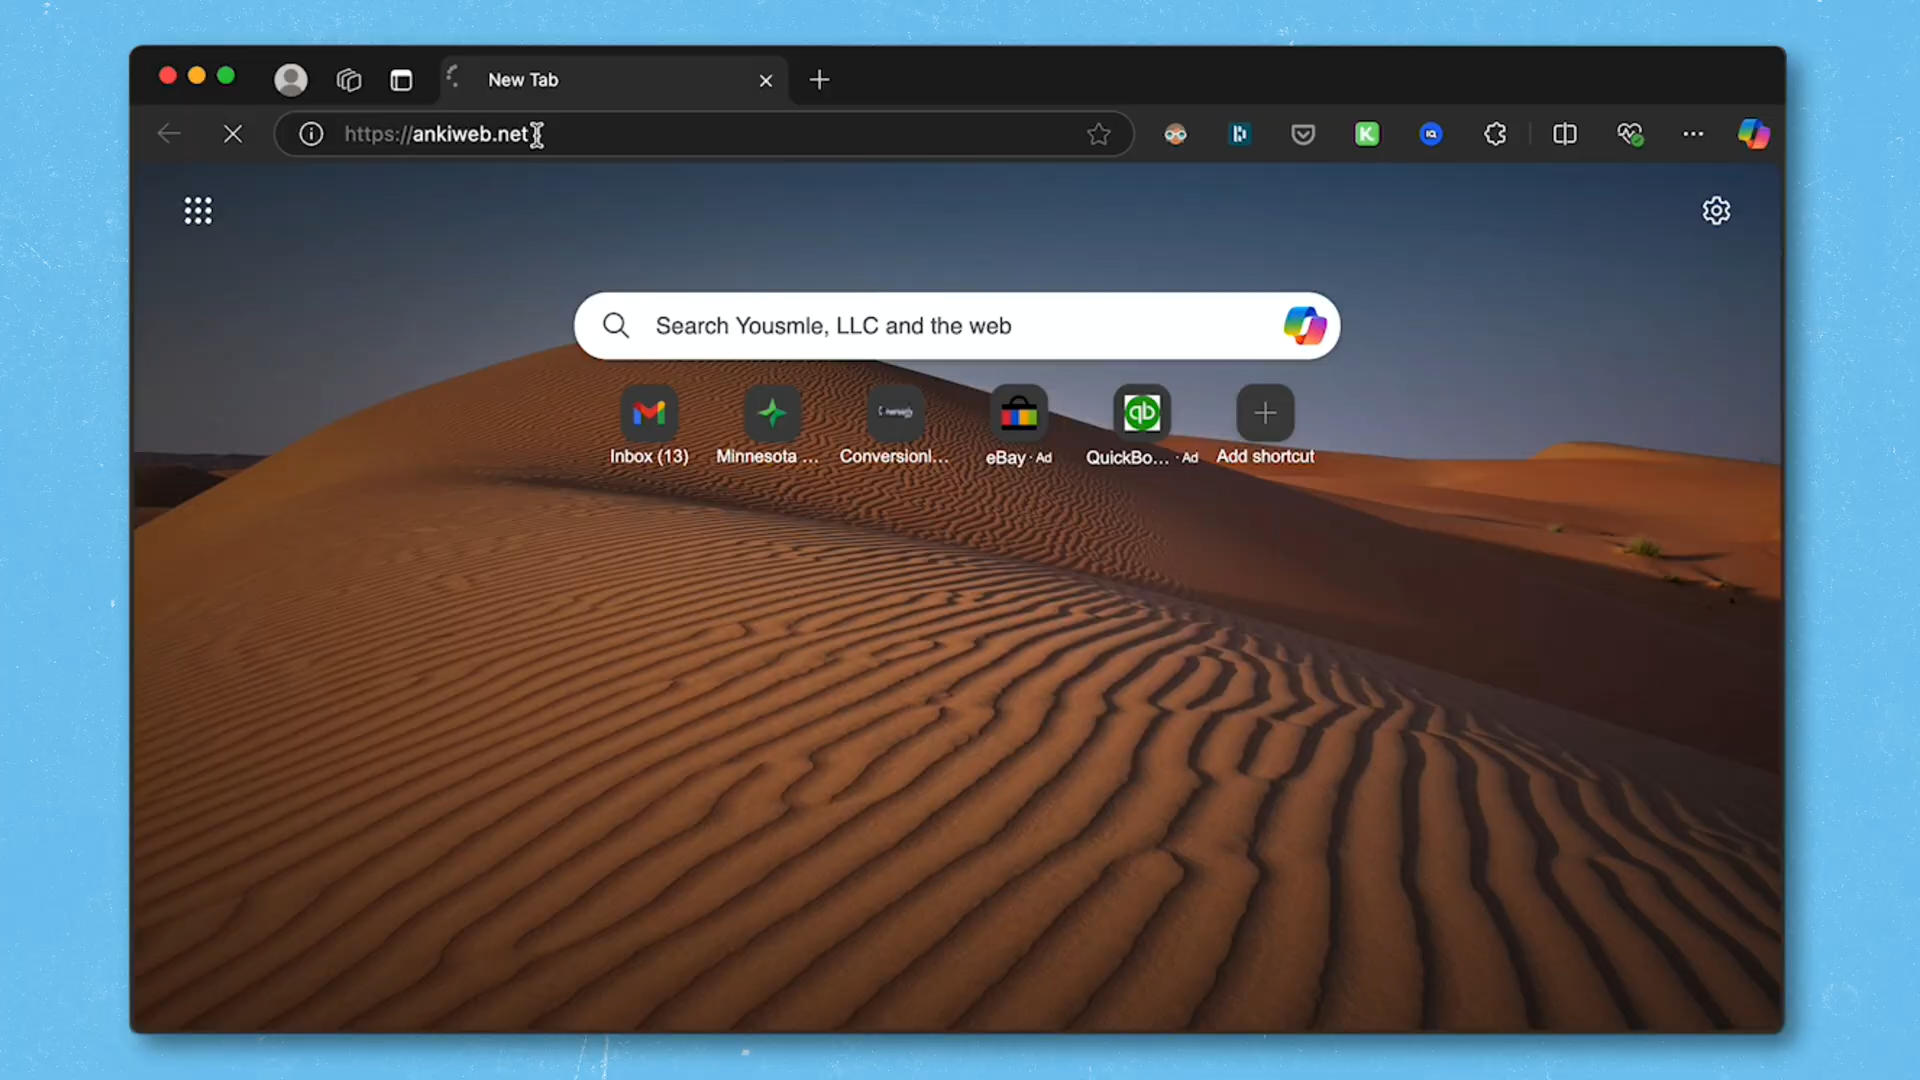 New Tab
https://ankiweb.net
Search Yousmle, LLC and the web
Inbox (13)
Minnesota ...
Conversionl...
eBay · Ad
QuickBo... · Ad
Add shortcut